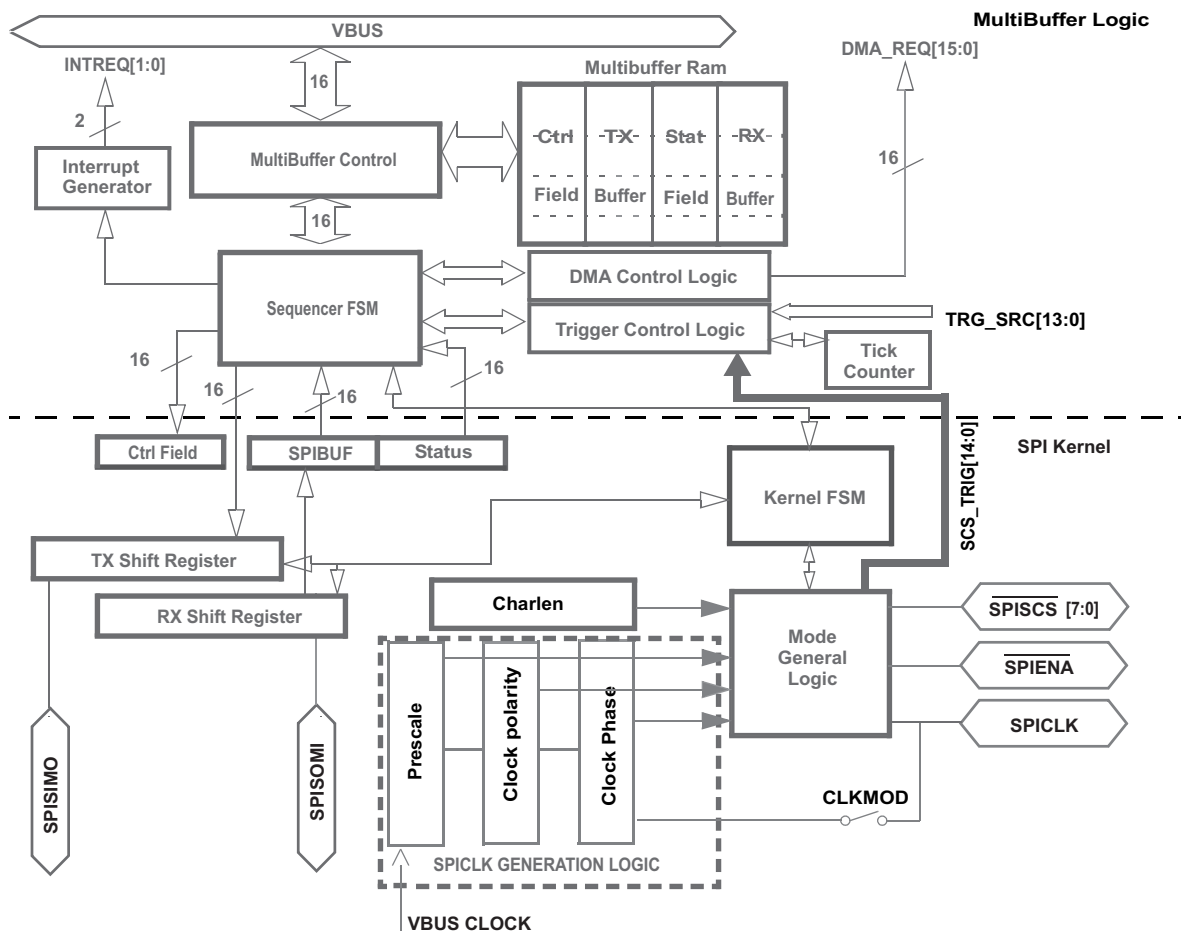 MultiBuffer Logic
VBUS
INTREQ[1:0]
DMA_REQ[15:0]
16
Multibuffer Ram
2
Ctrl TX Stat RX
MultiBuffer Control
Interrupt
Generator
16
Field Buffer Field Buffer
16
DMA Control Logic
Sequencer FSM
Trigger Control Logic
TRG_SRC[13:0]
Tick
Counter
16
16
16
16
Ctrl Field
SPIBUF
Status
SPI Kernel
SCS_TRIG[14:0]
Kernel FSM
TX Shift Register
RX Shift Register
Charlen
Mode
General
Logic
SPISCS [7:0]
SPIENA
SPICLK
Prescale
Clock polarity
Clock Phase
SPISIMO
SPISOMI
CLKMOD
SPICLK GENERATION LOGIC
VBUS CLOCK